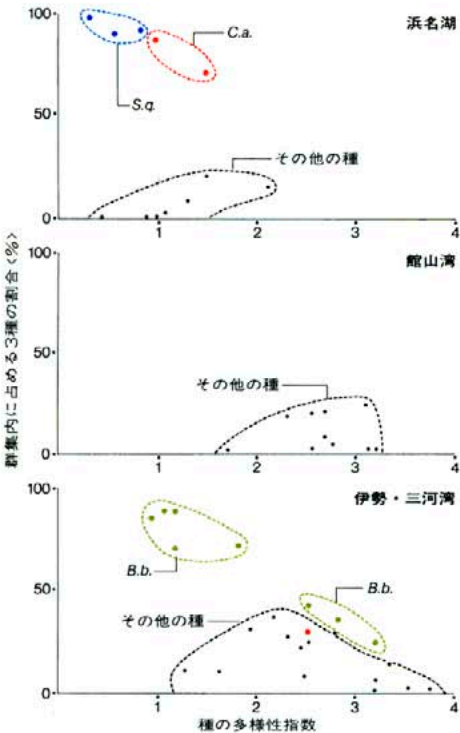 群集内に占める3種の割合<%>
浜名湖
100
C.a.
S.q.
50
その他の種
0
1
2
3
4
館山湾
100
50
その他の種
0
1
2
3
4
伊勢・三河湾
100
B.b.
50
B.b.
その他の種
0
1
2
3
4
種の多様性指数